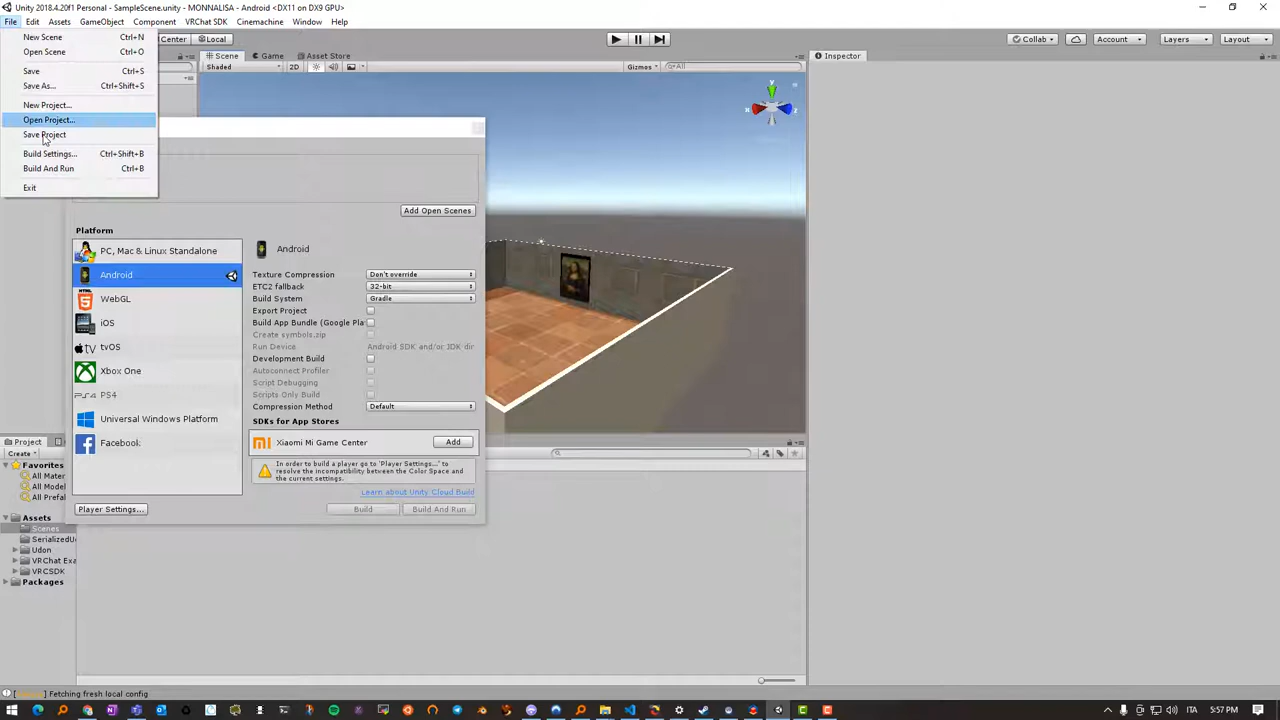 Unity 2018.4.20f1 Personal - SampleScene.unity - MONNALISA - Android <DX11 on DX9 GPU>
File Edit Assets GameObject Component VRChat SDK Cinemachine Window Help
New Scene Ctrl+N
Open Scene Ctrl+O
Save Ctrl+S
Save As... Ctrl+Shift+S
New Project...
Open Project...
Save Project
Build Settings... Ctrl+Shift+B
Build And Run Ctrl+B
Exit
Center Local
Collab Account Layers Layout
Scene Game Asset Store
Shaded 2D Gizmos All
Inspector
Add Open Scenes
Platform
PC, Mac & Linux Standalone
Android
WebGL
iOS
tvOS
Xbox One
PS4
Universal Windows Platform
Facebook
Player Settings...
Android
Texture Compression Don't override
ETC2 fallback 32-bit
Build System Gradle
Export Project
Build App Bundle (Google Pla
Create symbols.zip
Run Device Android SDK and/or JDK dir
Development Build
Autoconnect Profiler
Script Debugging
Scripts Only Build
Compression Method Default
SDKs for App Stores
Xiaomi Mi Game Center Add
In order to build a player go to 'Player Settings...' to
resolve the incompatibility between the Color Space and
the current settings.
Learn about Unity Cloud Build
Build Build And Run
Project
Create
Favorites
All Mater
All Model
All Prefal
Assets
Scenes
SerializedU
Udon
VRChat Exa
VRCSDK
Packages
Fetching fresh local config
ITA 5:57 PM